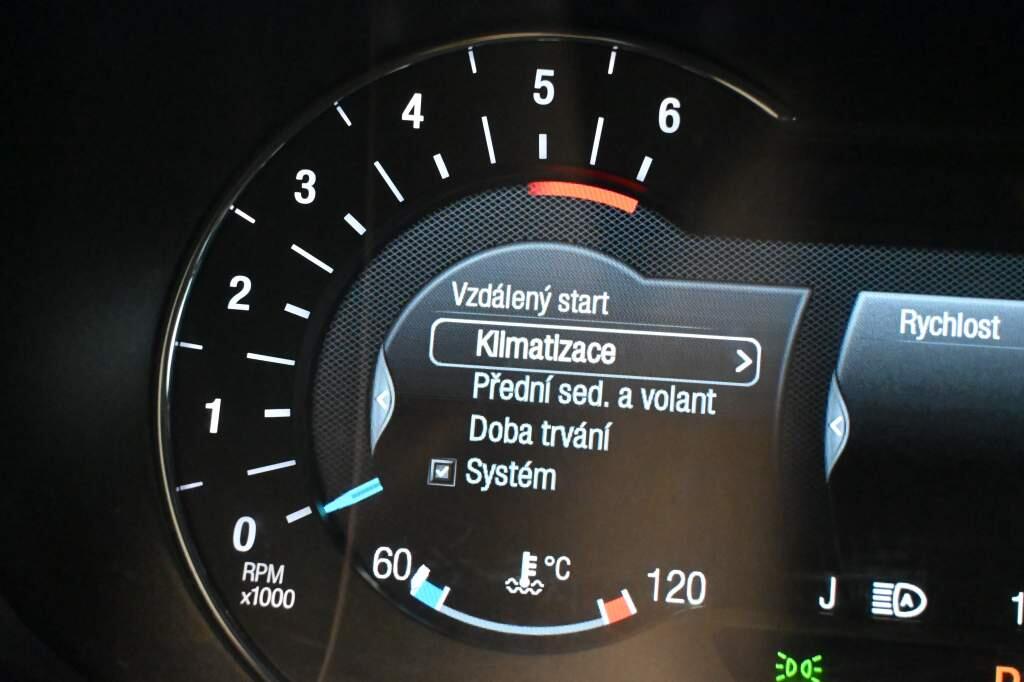 6
5
4
3
2
1
0
RPM
x1000
Vzdálený start
Klimatizace
Přední sed. a volant
Doba trvání
Systém
60
°C
120
Rychlost
J
A